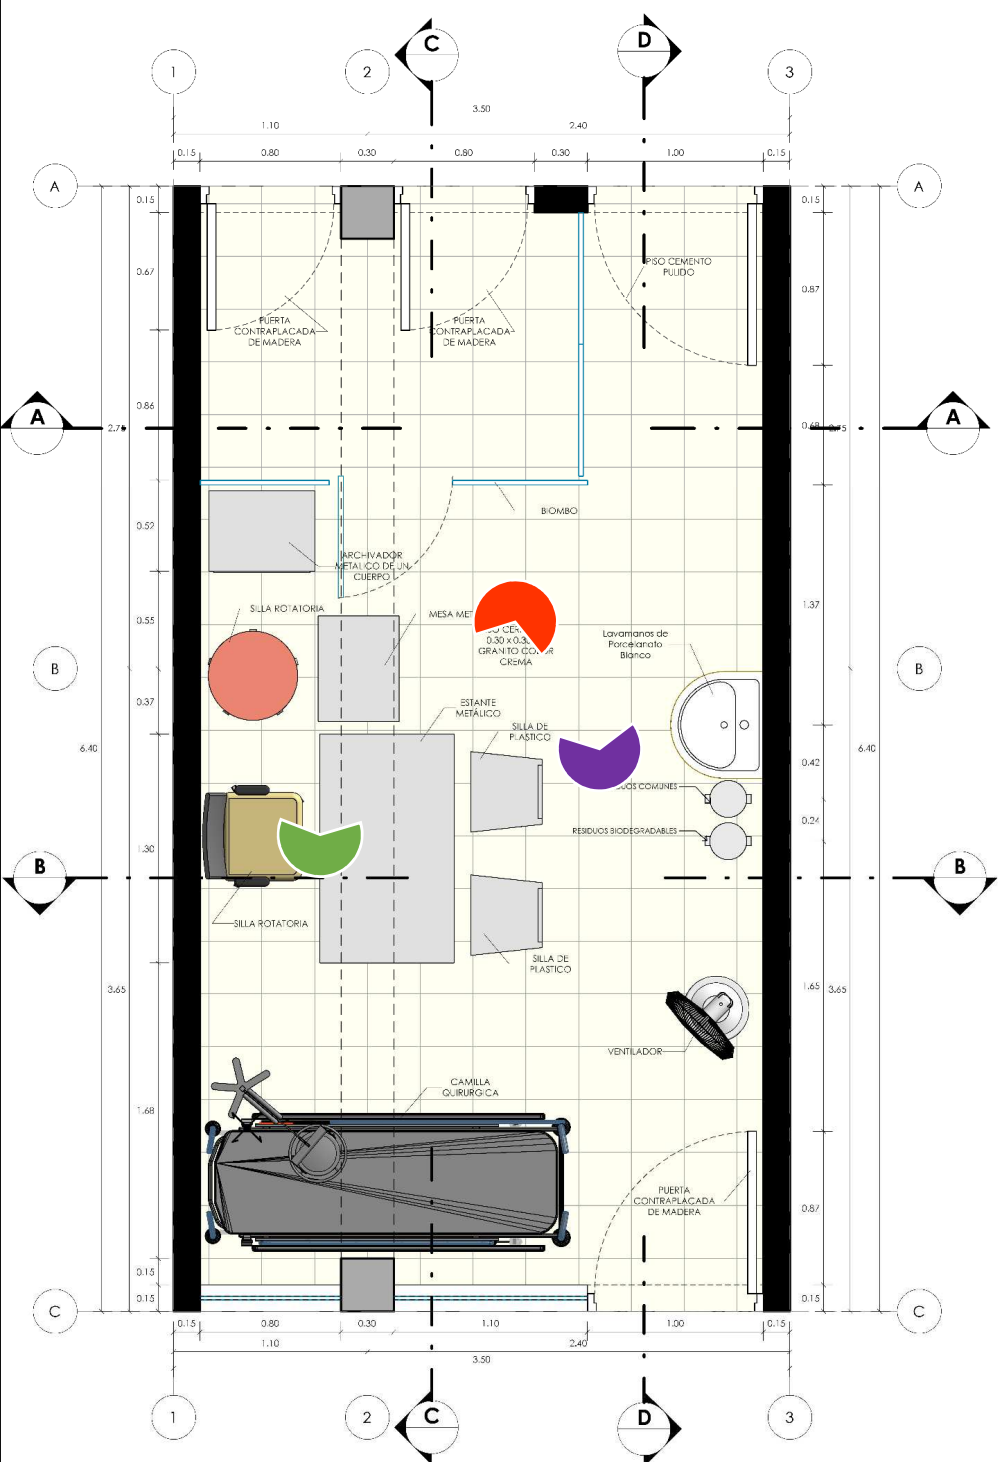 C
D
1
2
3
3.50
1.10
2.40
0.15
0.80
0.30
0.80
0.30
1.00
0.15
A
A
0.15
0.15
0.67
PISO CEMENTO
PULIDO
0.87
PUERTA
CONTRAPLACADA
DE MADERA
PUERTA
CONTRAPLACADA
DE MADERA
0.86
A
2.75
2.75
A
BIOMBO
0.52
ARCHIVADOR
METALICO DE UN
CUERPO
0.55
SILLA ROTATORIA
MESA
1.37
0.30 x
GRANITO
CREMA
Lavamanos de
Porcelanato
Blanco
B
B
0.37
ESTANTE
METÁLICO
SILLA DE
PLASTICO
6.40
6.40
0.42
COMUNES
0.24
RESIDUOS BIODEGRADABLES
1.30
B
B
SILLA ROTATORIA
SILLA DE
PLASTICO
3.65
1.65
3.65
VENTILADOR
CAMILLA
QUIRURGICA
1.68
PUERTA
CONTRAPLACADA
DE MADERA
0.87
0.15
0.15
0.15
C
C
0.15
0.80
0.30
1.10
1.00
0.15
1.10
2.40
3.50
1
2
C
D
3